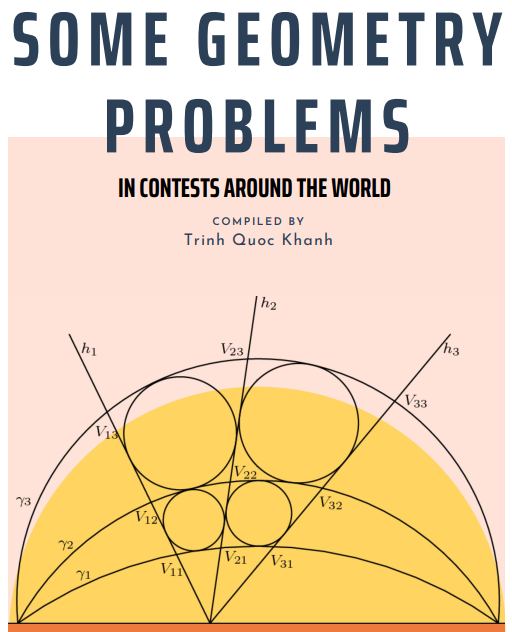 SOME GEOMETRY
PROBLEMS
IN CONTESTS AROUND THE WORLD
COMPILED BY
Trinh Quoc Khanh
h₂
h₁
V₂₃
h₃
V₃₃
V₁₃
V₂₂
γ₃
V₃₂
V₁₂
γ₂
V₂₁
V₃₁
V₁₁
γ₁